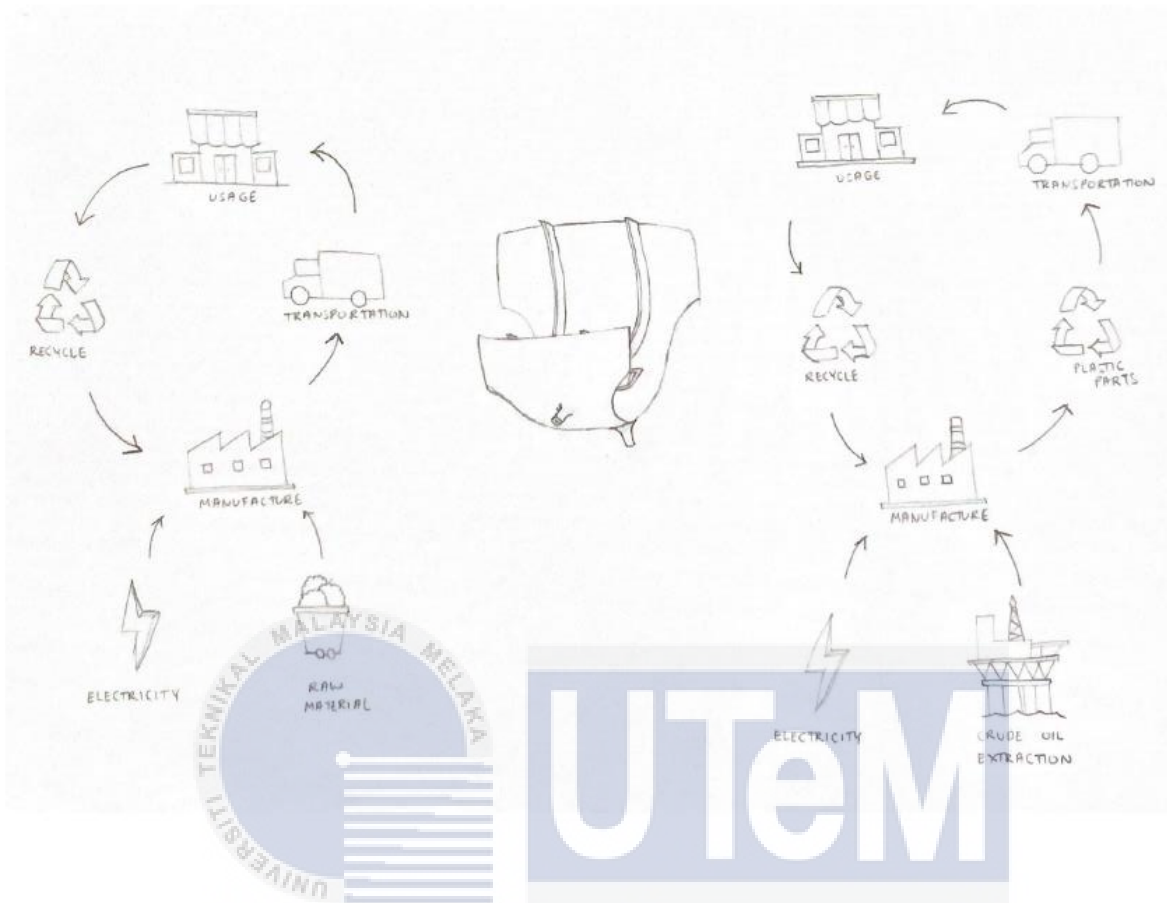 USAGE
TRANSPORTATION
RECYCLE
MANUFACTURE
ELECTRICITY
RAW
MATERIAL
USAGE
TRANSPORTATION
RECYCLE
PLASTIC
PARTS
MANUFACTURE
ELECTRICITY
CRUDE OIL
EXTRACTION
UNIVERSITI TEKNIKAL MALAYSIA MELAKA
UTeM